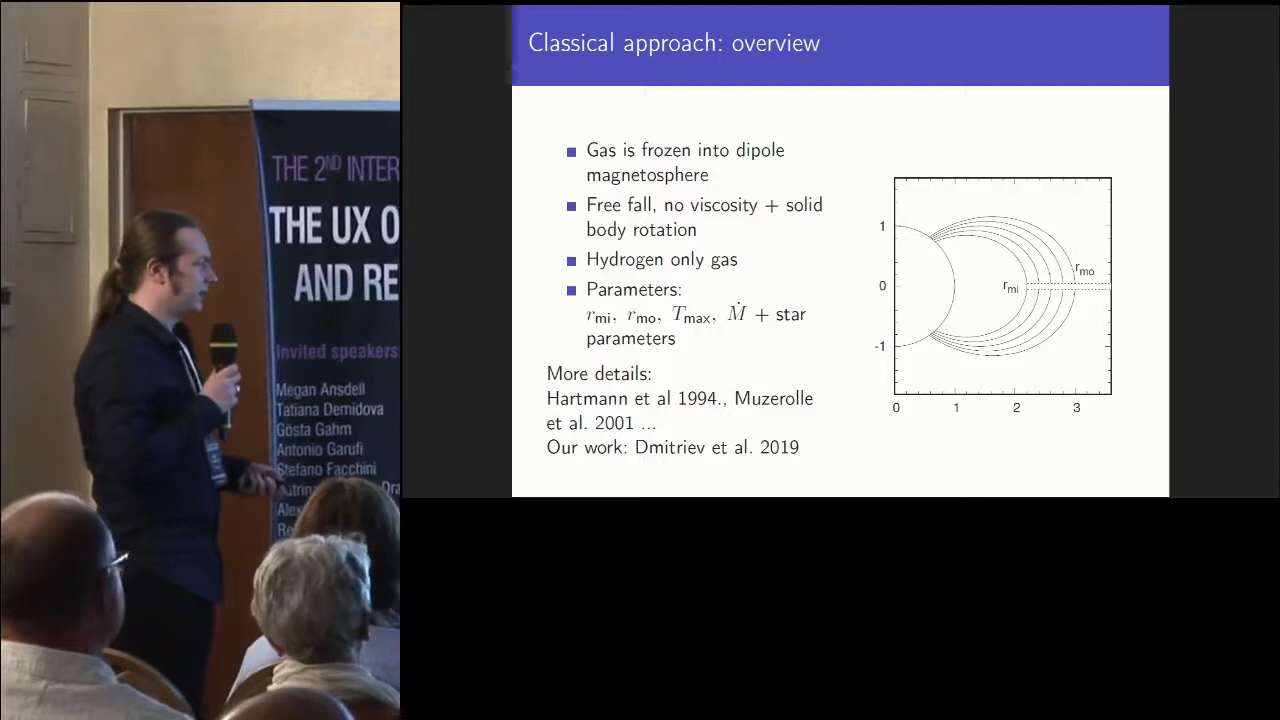 THE 2ND INTER
THE UX O
AND RE
Invited speakers
Megan Ansdell
Tatiana Demidova
Gösta Gahm
Antonio Garufi
Stefano Facchini
Dra
Alex
Re
Classical approach: overview
Gas is frozen into dipole
magnetosphere
Free fall, no viscosity + solid
body rotation
Hydrogen only gas
Parameters:
r_mi, r_mo, T_max, Ṁ + star
parameters
More details:
Hartmann et al 1994., Muzerolle
et al. 2001 ...
Our work: Dmitriev et al. 2019
1
0
-1
r_mi
r_mo
0 1 2 3